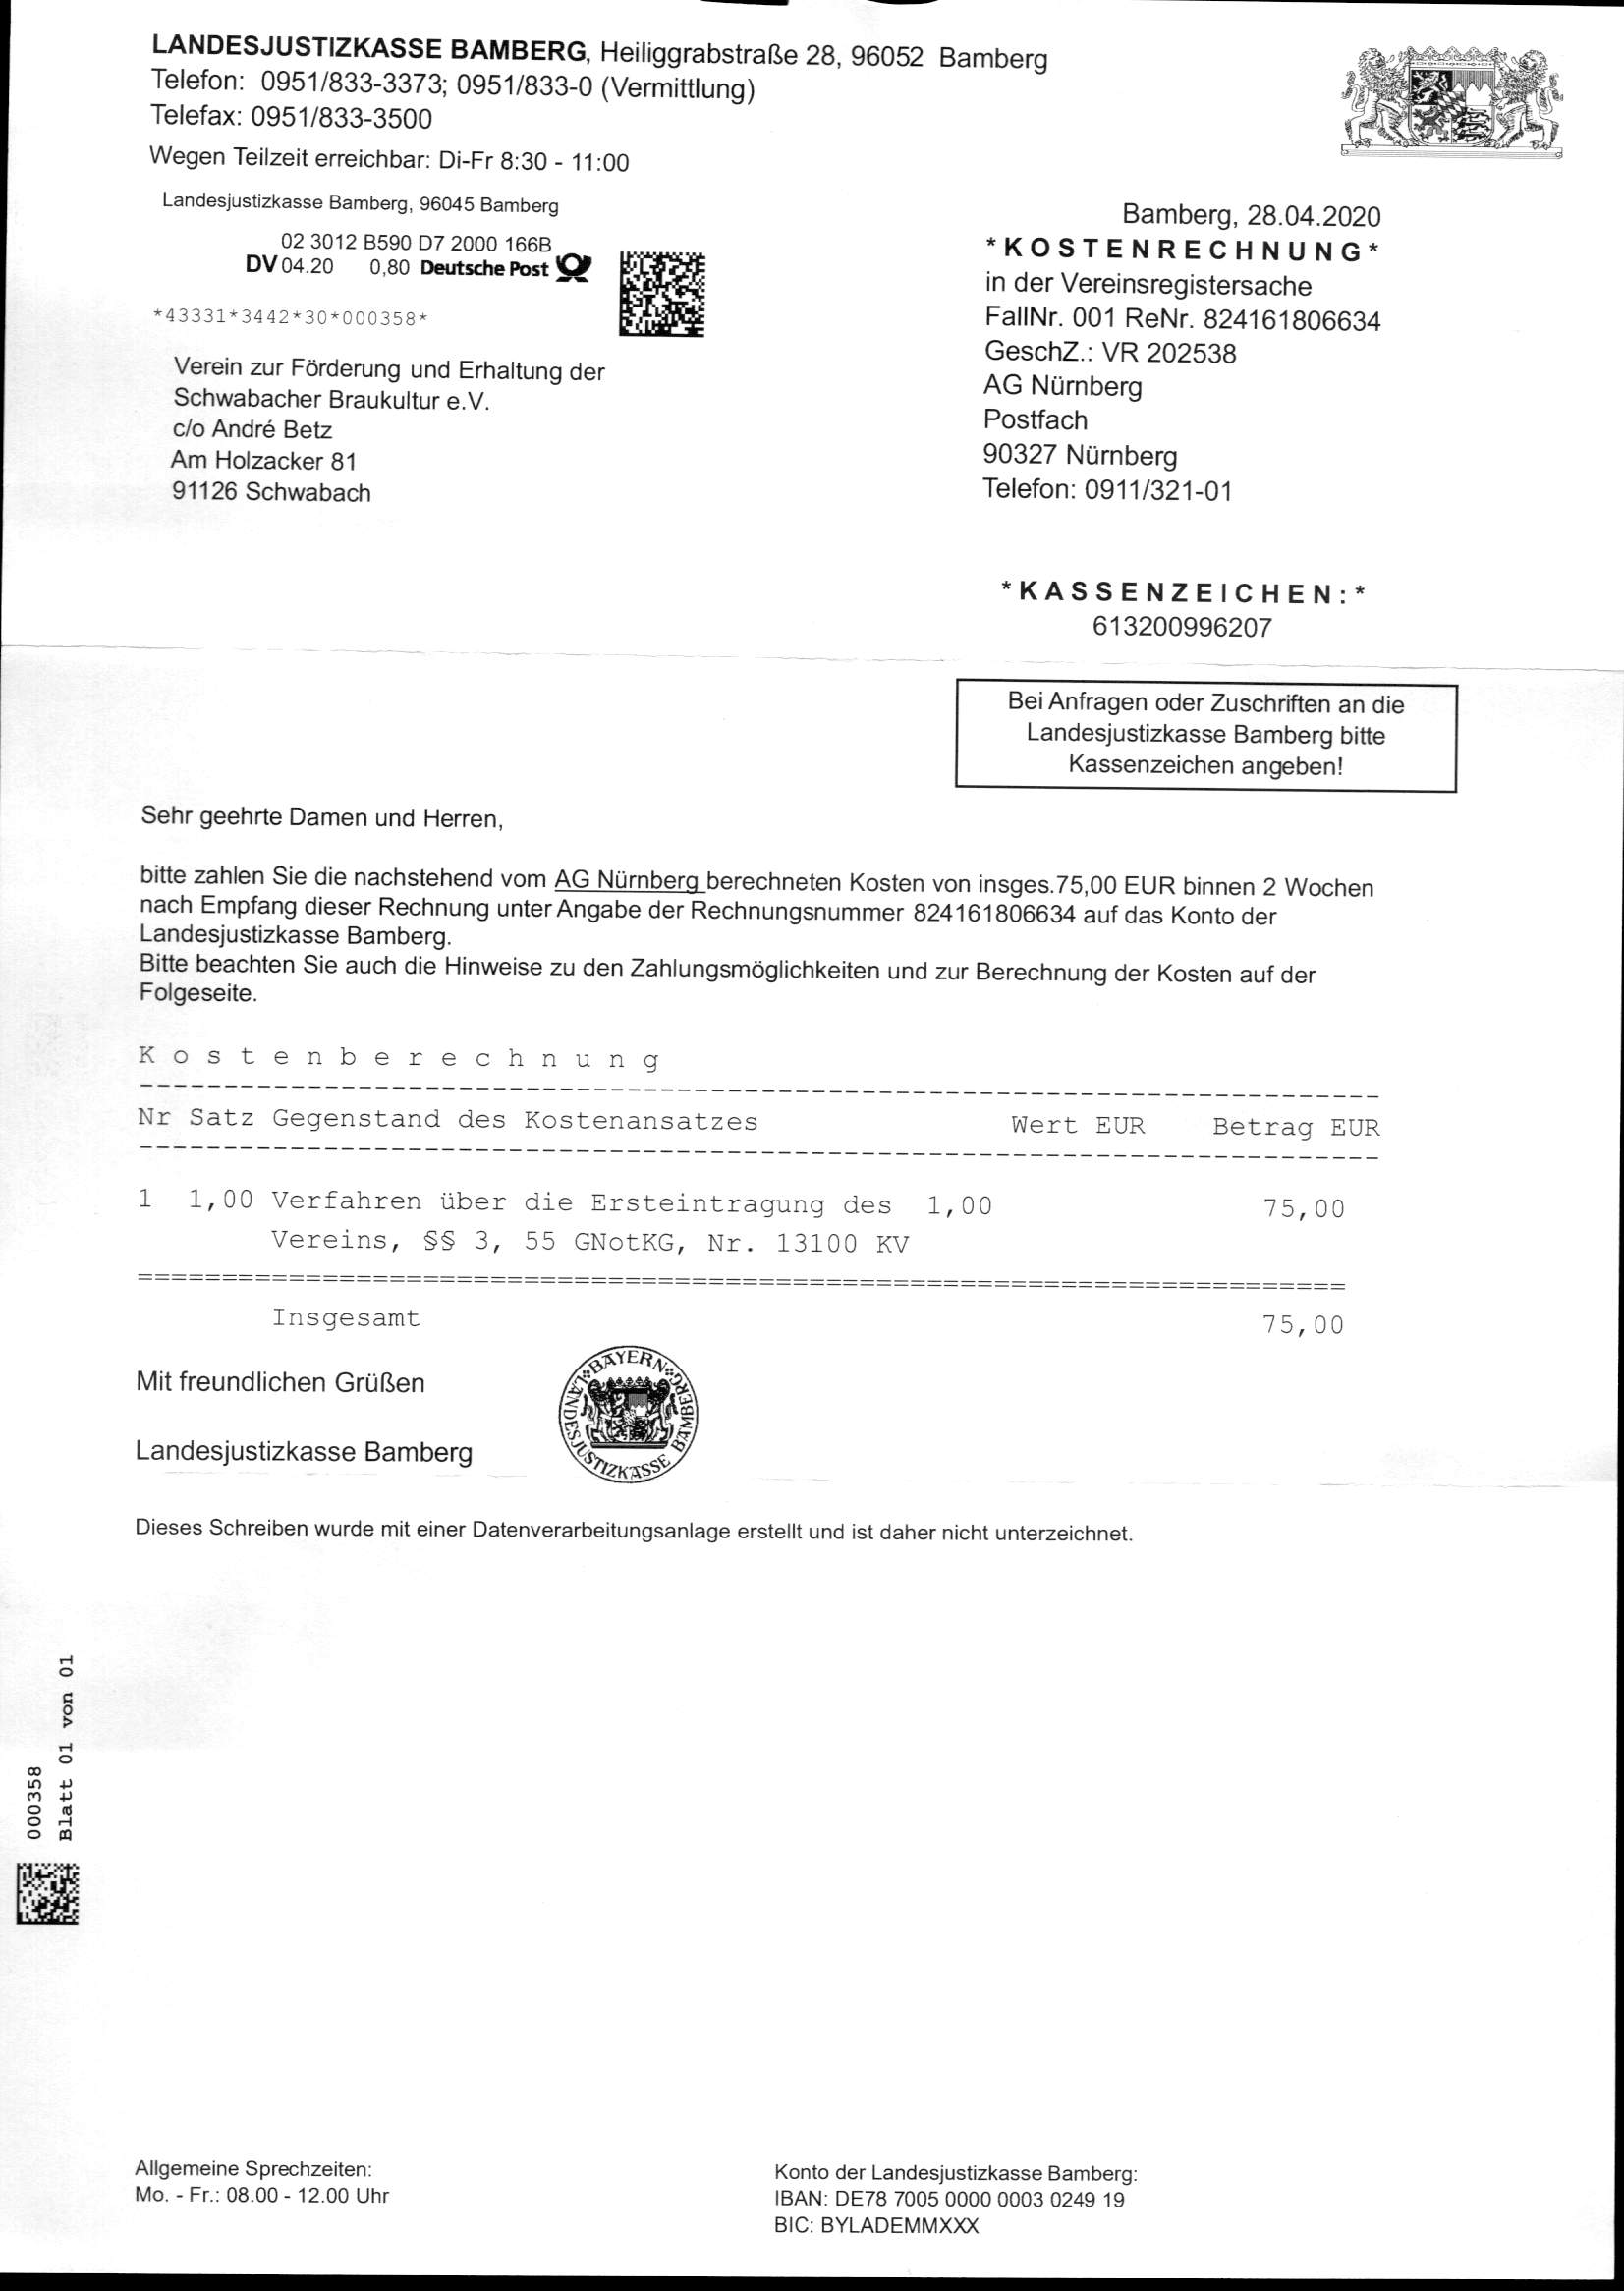 LANDESJUSTIZKASSE BAMBERG, Heiliggrabstraße 28, 96052 Bamberg
Telefon: 0951/833-3373; 0951/833-0 (Vermittlung)
Telefax: 0951/833-3500
Wegen Teilzeit erreichbar: Di-Fr 8:30 - 11:00
Landesjustizkasse Bamberg, 96045 Bamberg
02 3012 B590 D7 2000 166B
DV 04.20 0,80 Deutsche Post
*43331*3442*30*000358*
Verein zur Förderung und Erhaltung der
Schwabacher Braukultur e.V.
c/o André Betz
Am Holzacker 81
91126 Schwabach
Bamberg, 28.04.2020
*KOSTENRECHNUNG*
in der Vereinsregistersache
FallNr. 001 ReNr. 824161806634
GeschZ.: VR 202538
AG Nürnberg
Postfach
90327 Nürnberg
Telefon: 0911/321-01
*KASSENZEICHEN:*
613200996207
Bei Anfragen oder Zuschriften an die
Landesjustizkasse Bamberg bitte
Kassenzeichen angeben!
Sehr geehrte Damen und Herren,
bitte zahlen Sie die nachstehend vom AG Nürnberg berechneten Kosten von insges.75,00 EUR binnen 2 Wochen
nach Empfang dieser Rechnung unter Angabe der Rechnungsnummer 824161806634 auf das Konto der
Landesjustizkasse Bamberg.
Bitte beachten Sie auch die Hinweise zu den Zahlungsmöglichkeiten und zur Berechnung der Kosten auf der
Folgeseite.
Kostenberechnung
Nr Satz Gegenstand des Kostenansatzes Wert EUR Betrag EUR
1 1,00 Verfahren über die Ersteintragung des 1,00 75,00
Vereins, §§ 3, 55 GNotKG, Nr. 13100 KV
Insgesamt 75,00
Mit freundlichen Grüßen
Landesjustizkasse Bamberg
BAYERN
LANDESJUSTIZKASSE BAMBERG
Dieses Schreiben wurde mit einer Datenverarbeitungsanlage erstellt und ist daher nicht unterzeichnet.
000358
Blatt 01 von 01
Allgemeine Sprechzeiten:
Mo. - Fr.: 08.00 - 12.00 Uhr
Konto der Landesjustizkasse Bamberg:
IBAN: DE78 7005 0000 0003 0249 19
BIC: BYLADEMMXXX